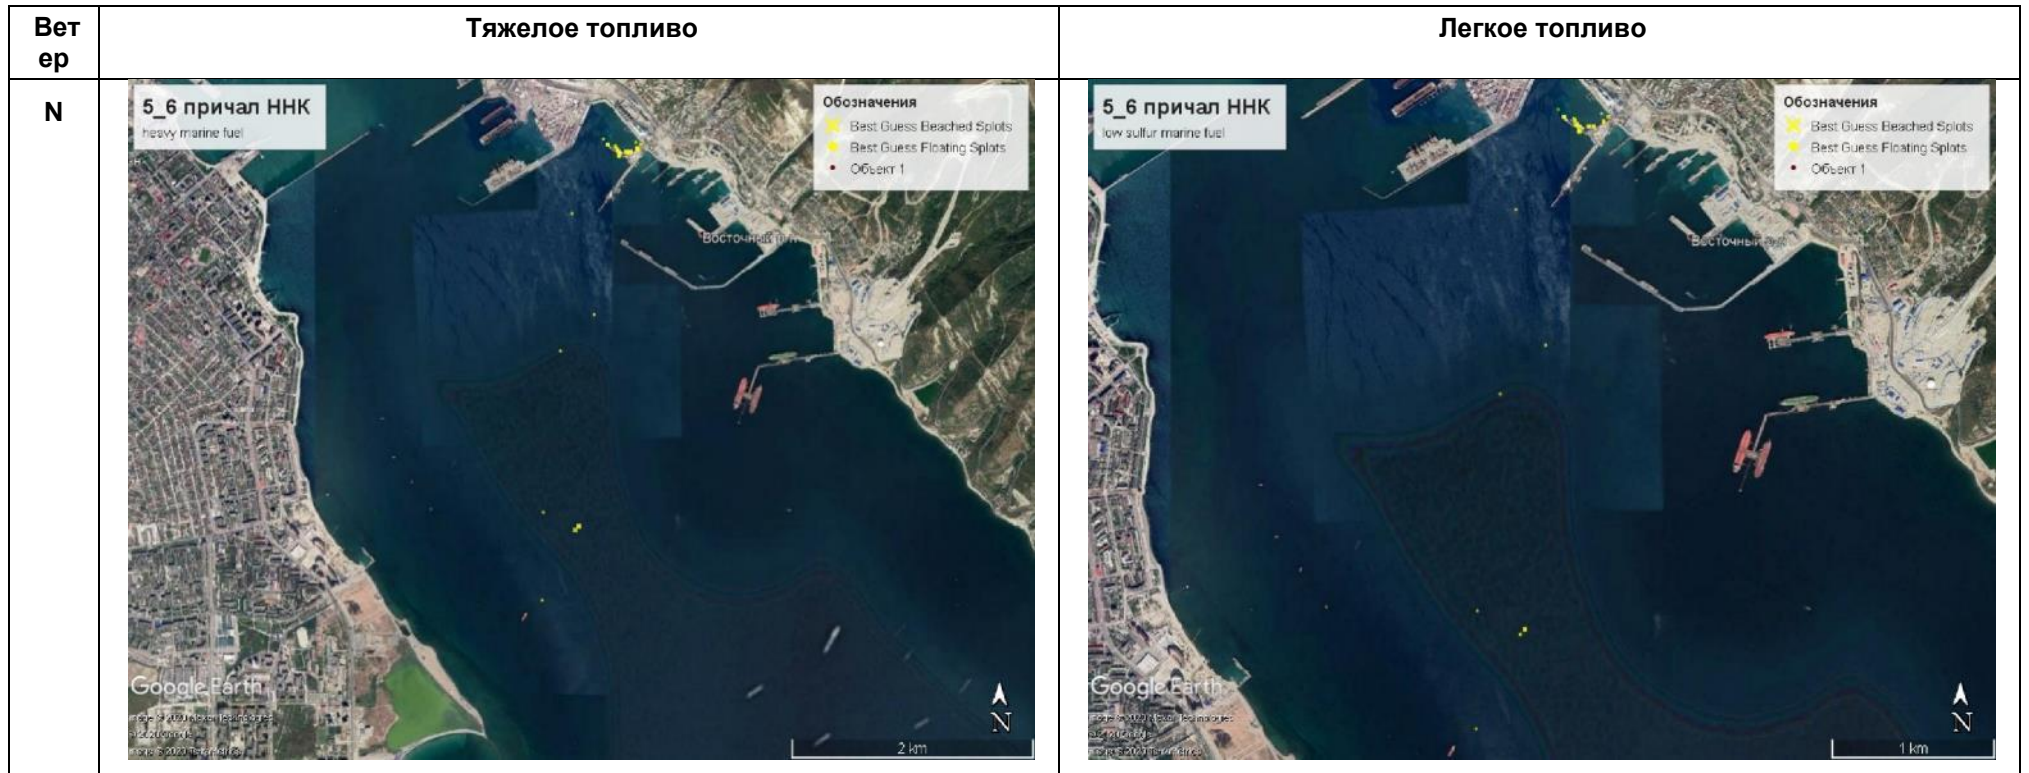 Вет
ер
Тяжелое топливо
Легкое топливо
N
5_6 причал ННК
heavy marine fuel
Обозначения
Best Guess Beached Splots
Best Guess Floating Splots
Объект 1
Восточный
Google Earth
2 km
N
5_6 причал ННК
low sulfur marine fuel
Обозначения
Best Guess Beached Splots
Best Guess Floating Splots
Объект 1
Восточный
Google Earth
1 km
N